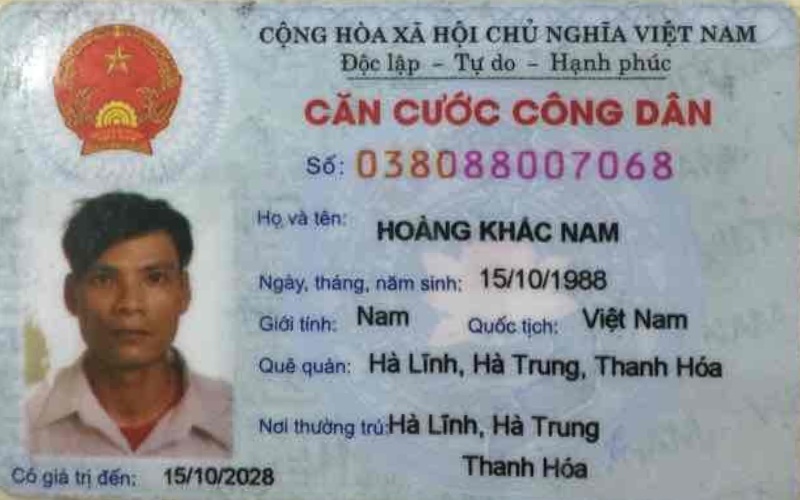 CỘNG HÒA XÃ HỘI CHỦ NGHĨA VIỆT NAM
Độc lập - Tự do - Hạnh phúc
CĂN CƯỚC CÔNG DÂN
Số: 038088007068
Họ và tên: HOÀNG KHẮC NAM
Ngày, tháng, năm sinh: 15/10/1988
Giới tính: Nam Quốc tịch: Việt Nam
Quê quán: Hà Lĩnh, Hà Trung, Thanh Hóa
Nơi thường trú: Hà Lĩnh, Hà Trung
Thanh Hóa
Có giá trị đến: 15/10/2028